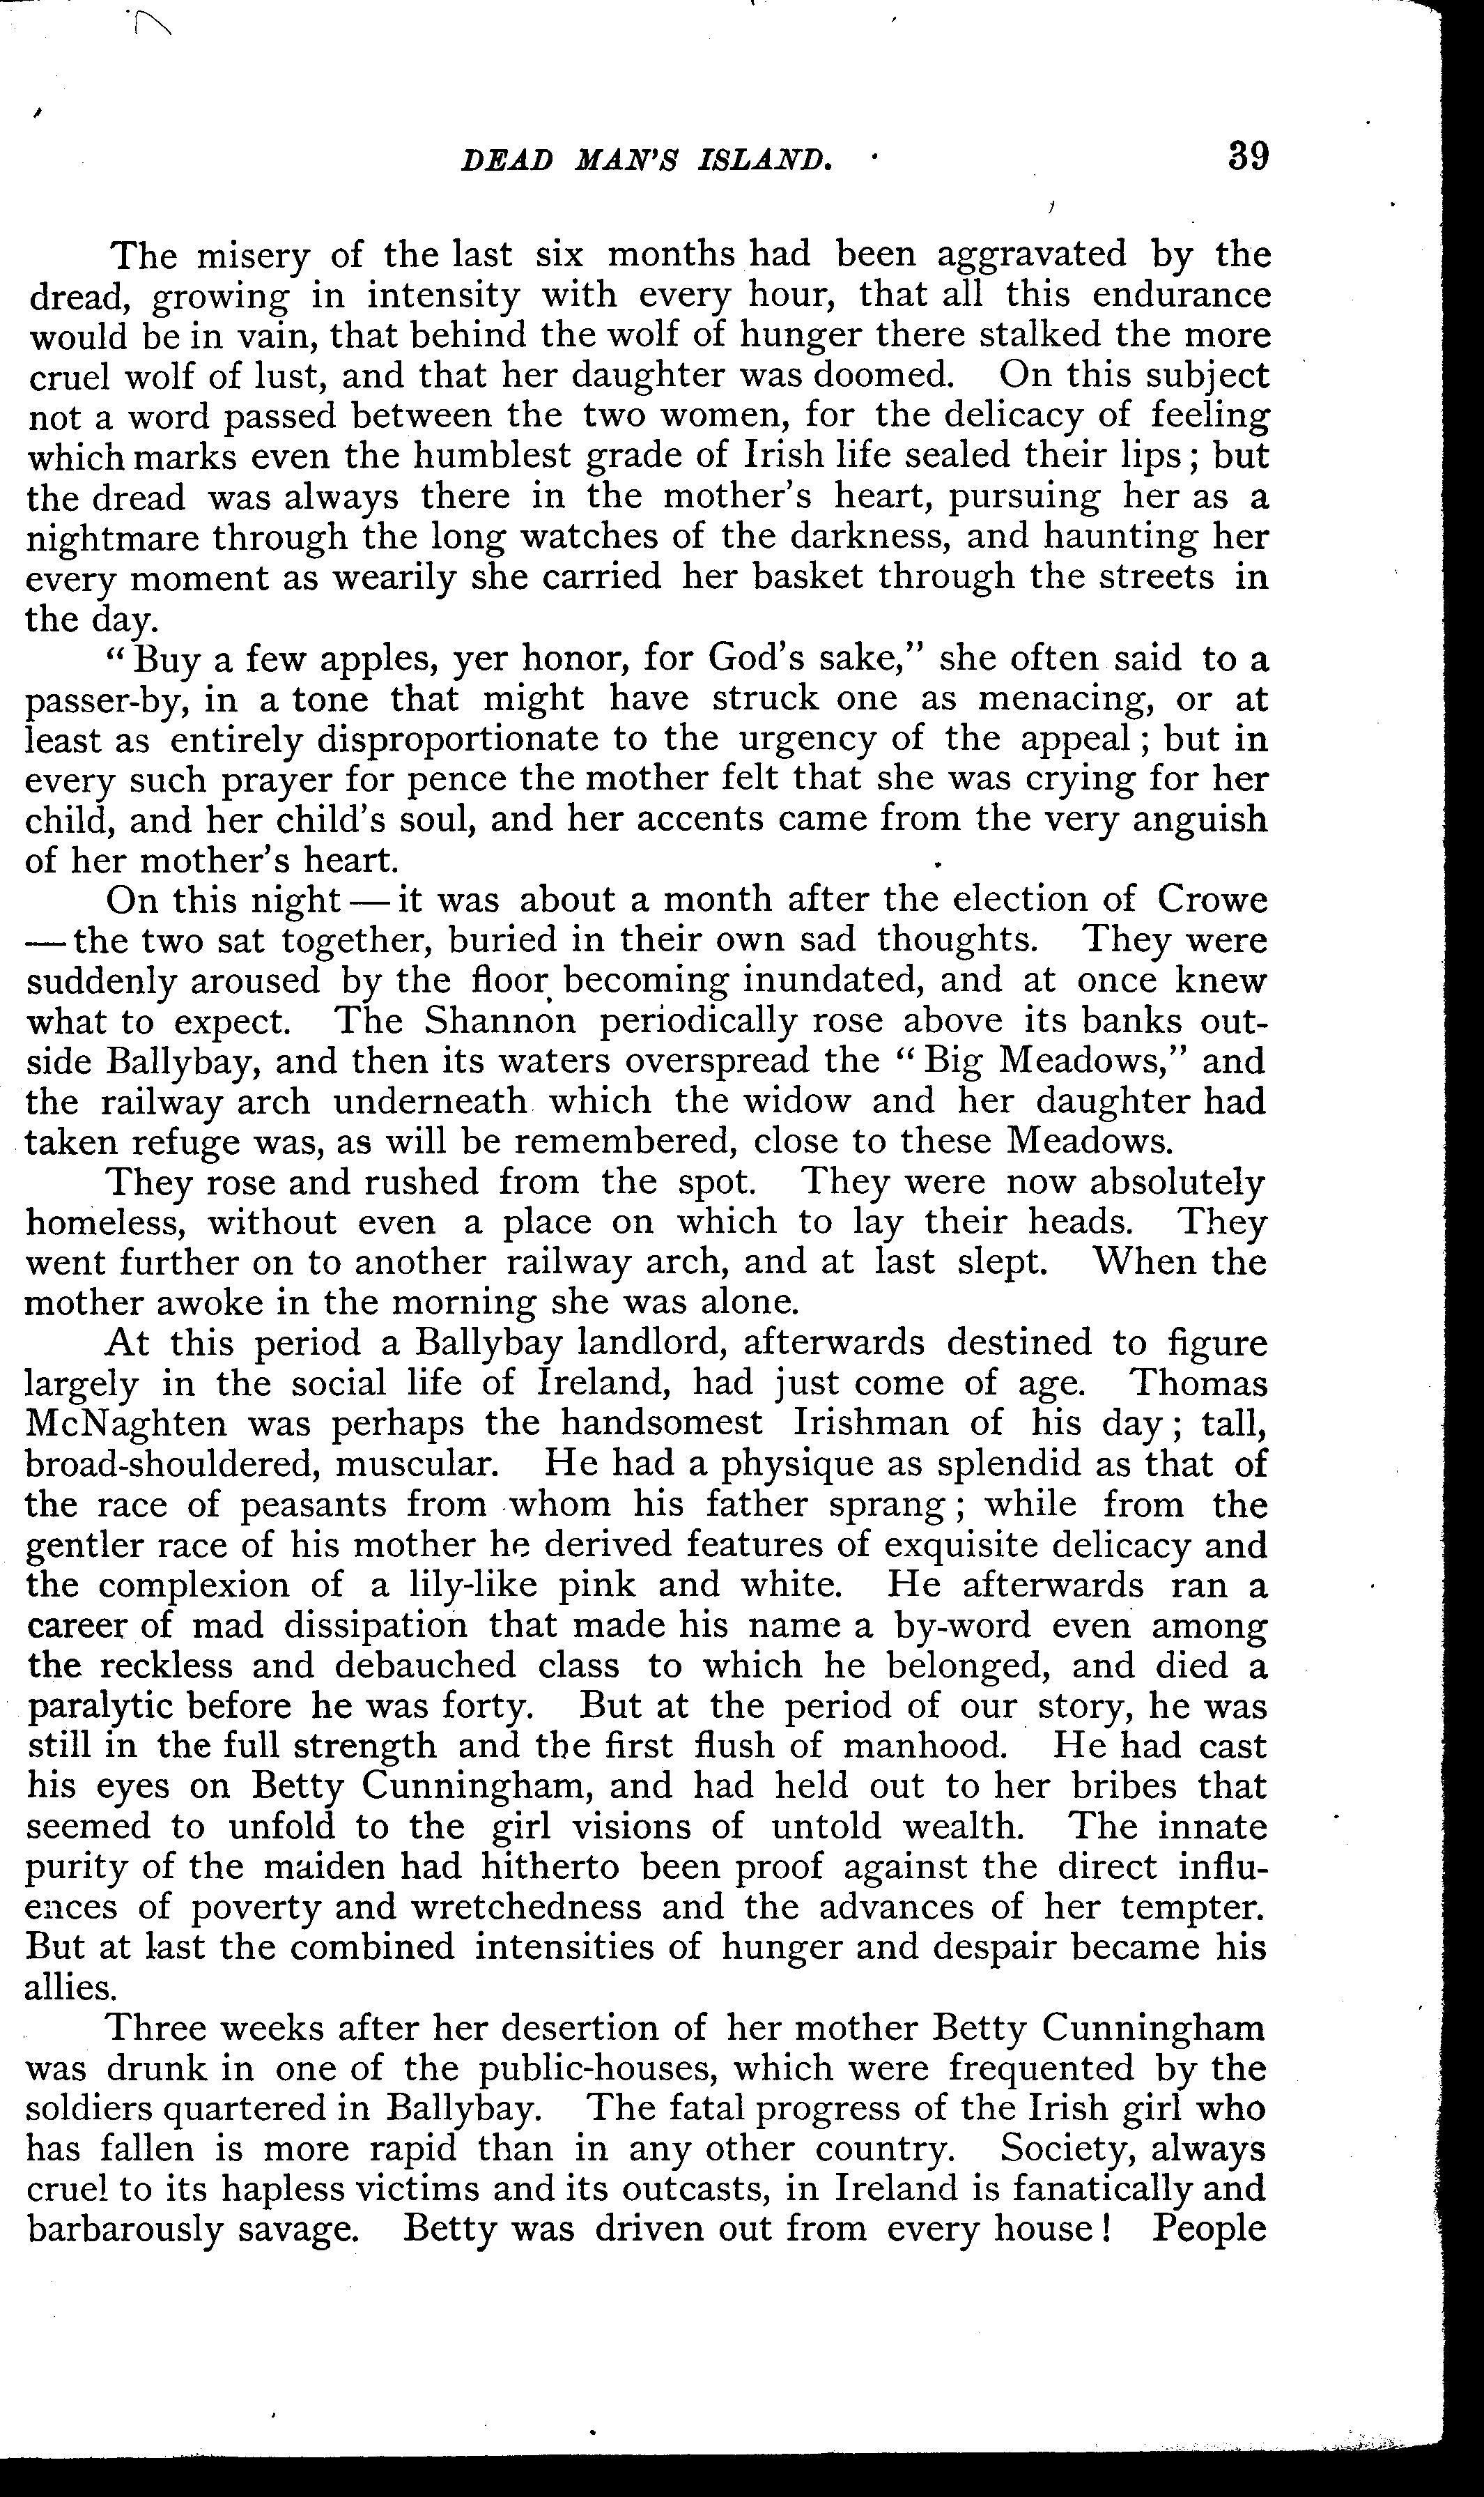 DEAD MAN'S ISLAND. 39
The misery of the last six months had been aggravated by the
dread, growing in intensity with every hour, that all this endurance
would be in vain, that behind the wolf of hunger there stalked the more
cruel wolf of lust, and that her daughter was doomed. On this subject
not a word passed between the two women, for the delicacy of feeling
which marks even the humblest grade of Irish life sealed their lips; but
the dread was always there in the mother's heart, pursuing her as a
nightmare through the long watches of the darkness, and haunting her
every moment as wearily she carried her basket through the streets in
the day.
"Buy a few apples, yer honor, for God's sake," she often said to a
passer-by, in a tone that might have struck one as menacing, or at
least as entirely disproportionate to the urgency of the appeal; but in
every such prayer for pence the mother felt that she was crying for her
child, and her child's soul, and her accents came from the very anguish
of her mother's heart.
On this night — it was about a month after the election of Crowe
— the two sat together, buried in their own sad thoughts. They were
suddenly aroused by the floor becoming inundated, and at once knew
what to expect. The Shannon periodically rose above its banks out-
side Ballybay, and then its waters overspread the "Big Meadows," and
the railway arch underneath which the widow and her daughter had
taken refuge was, as will be remembered, close to these Meadows.
They rose and rushed from the spot. They were now absolutely
homeless, without even a place on which to lay their heads. They
went further on to another railway arch, and at last slept. When the
mother awoke in the morning she was alone.
At this period a Ballybay landlord, afterwards destined to figure
largely in the social life of Ireland, had just come of age. Thomas
McNaghten was perhaps the handsomest Irishman of his day; tall,
broad-shouldered, muscular. He had a physique as splendid as that of
the race of peasants from whom his father sprang; while from the
gentler race of his mother he derived features of exquisite delicacy and
the complexion of a lily-like pink and white. He afterwards ran a
career of mad dissipation that made his name a by-word even among
the reckless and debauched class to which he belonged, and died a
paralytic before he was forty. But at the period of our story, he was
still in the full strength and the first flush of manhood. He had cast
his eyes on Betty Cunningham, and had held out to her bribes that
seemed to unfold to the girl visions of untold wealth. The innate
purity of the maiden had hitherto been proof against the direct influ-
ences of poverty and wretchedness and the advances of her tempter.
But at last the combined intensities of hunger and despair became his
allies.
Three weeks after her desertion of her mother Betty Cunningham
was drunk in one of the public-houses, which were frequented by the
soldiers quartered in Ballybay. The fatal progress of the Irish girl who
has fallen is more rapid than in any other country. Society, always
cruel to its hapless victims and its outcasts, in Ireland is fanatically and
barbarously savage. Betty was driven out from every house! People